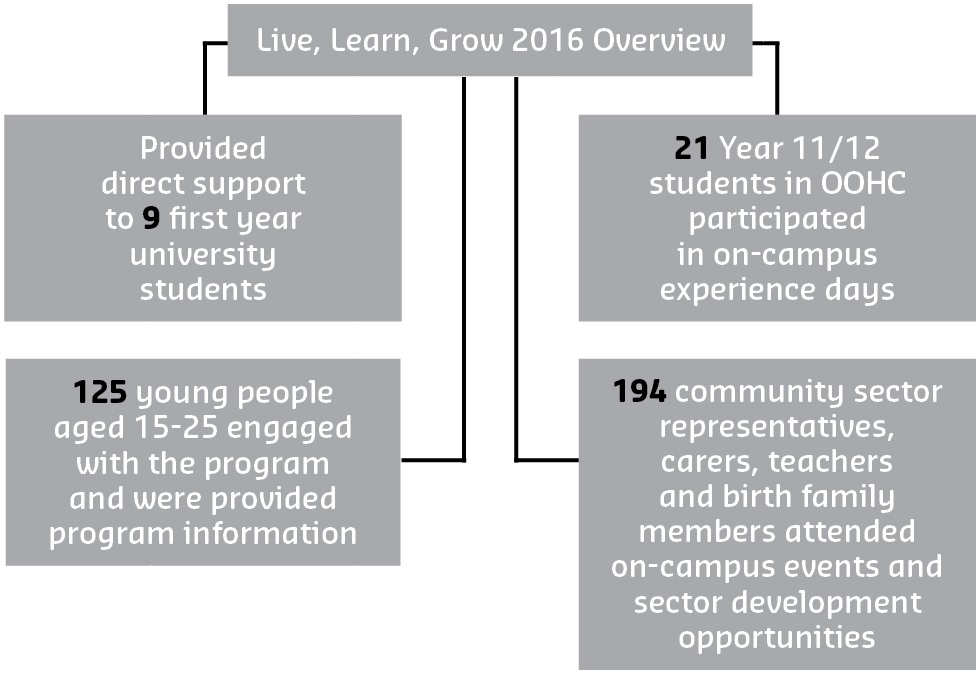 Live, Learn, Grow 2016 Overview
Provided
direct support
to 9 first year
university
students
21 Year 11/12
students in OOHC
participated
in on-campus
experience days
125 young people
aged 15-25 engaged
with the program
and were provided
program information
194 community sector
representatives,
carers, teachers
and birth family
members attended
on-campus events and
sector development
opportunities